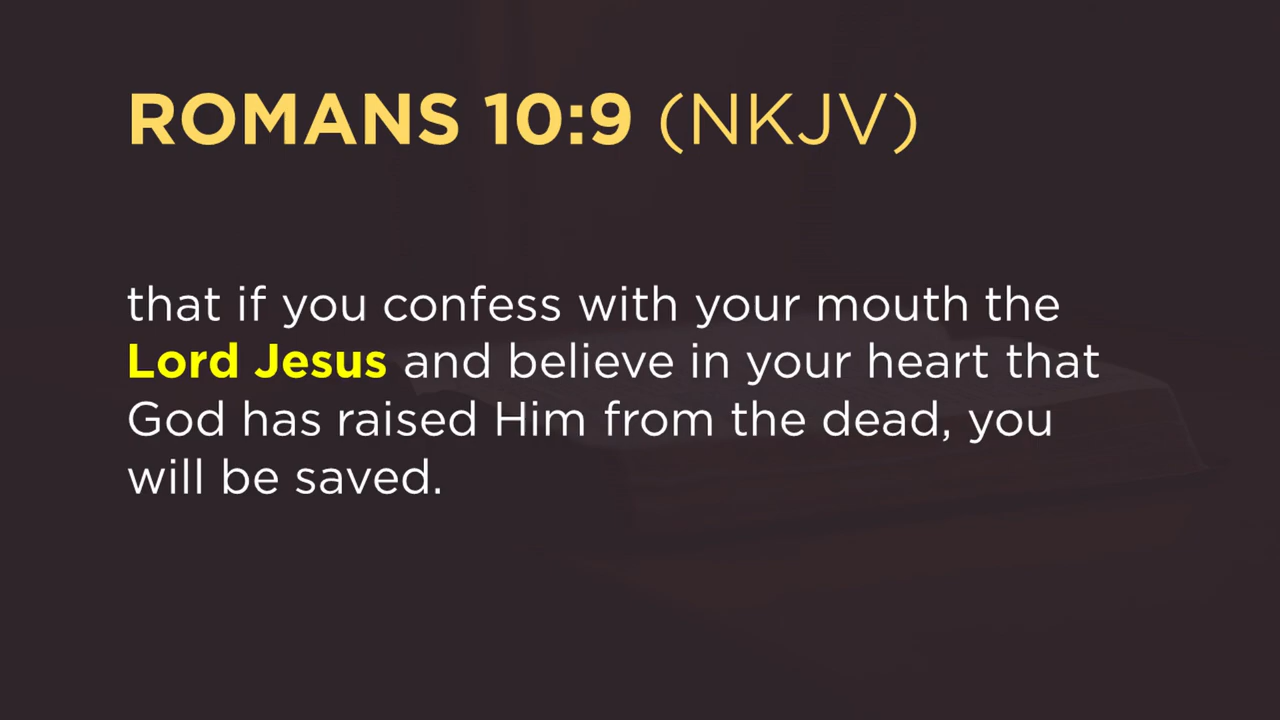 ROMANS 10:9 (NKJV)
that if you confess with your mouth the
Lord Jesus and believe in your heart that
God has raised Him from the dead, you
will be saved.